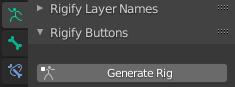 Rigify Layer Names
Rigify Buttons
Generate Rig